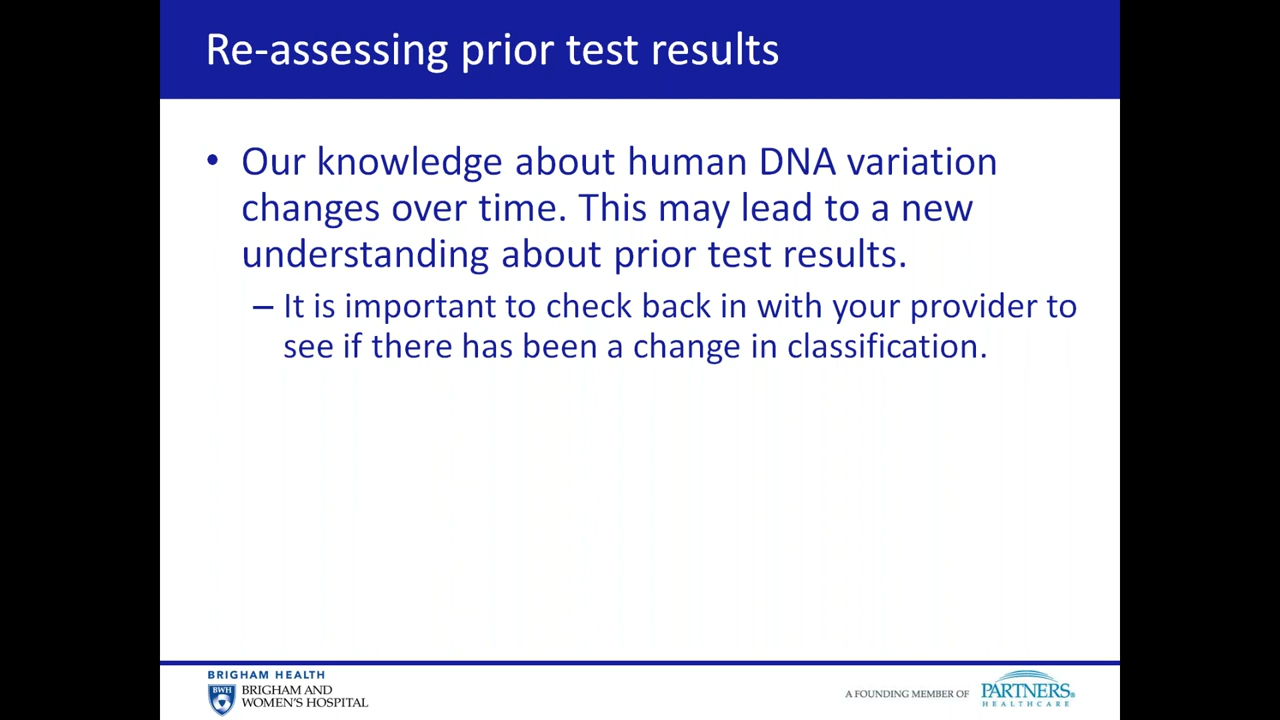 Re-assessing prior test results
• Our knowledge about human DNA variation
changes over time. This may lead to a new
understanding about prior test results.
– It is important to check back in with your provider to
see if there has been a change in classification.
BRIGHAM HEALTH
BWH
BRIGHAM AND
WOMEN'S HOSPITAL
A FOUNDING MEMBER OF
PARTNERS®
HEALTHCARE